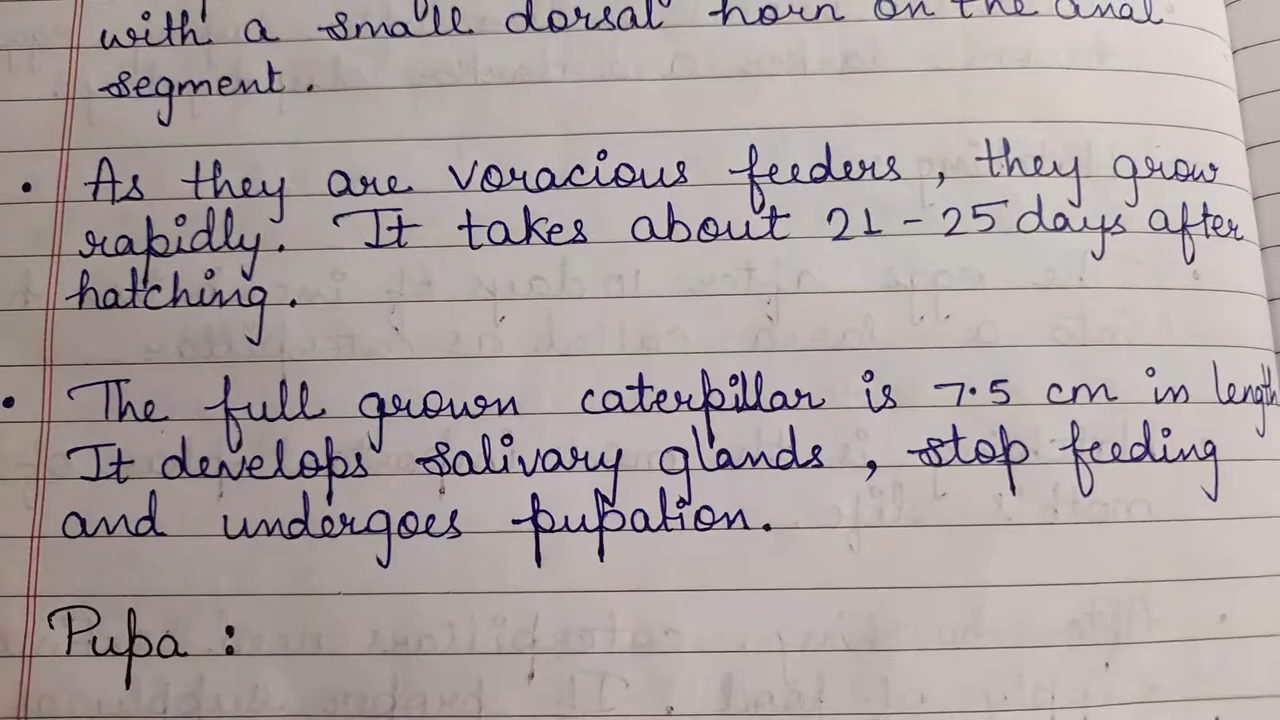 with a small dorsal horn on the anal
segment.
• As they are voracious feeders, they grow
rapidly. It takes about 21-25 days after
hatching.
• The full grown caterpillar is 7.5 cm in length
It develops salivary glands, stop feeding
and undergoes pupation.
Pupa :